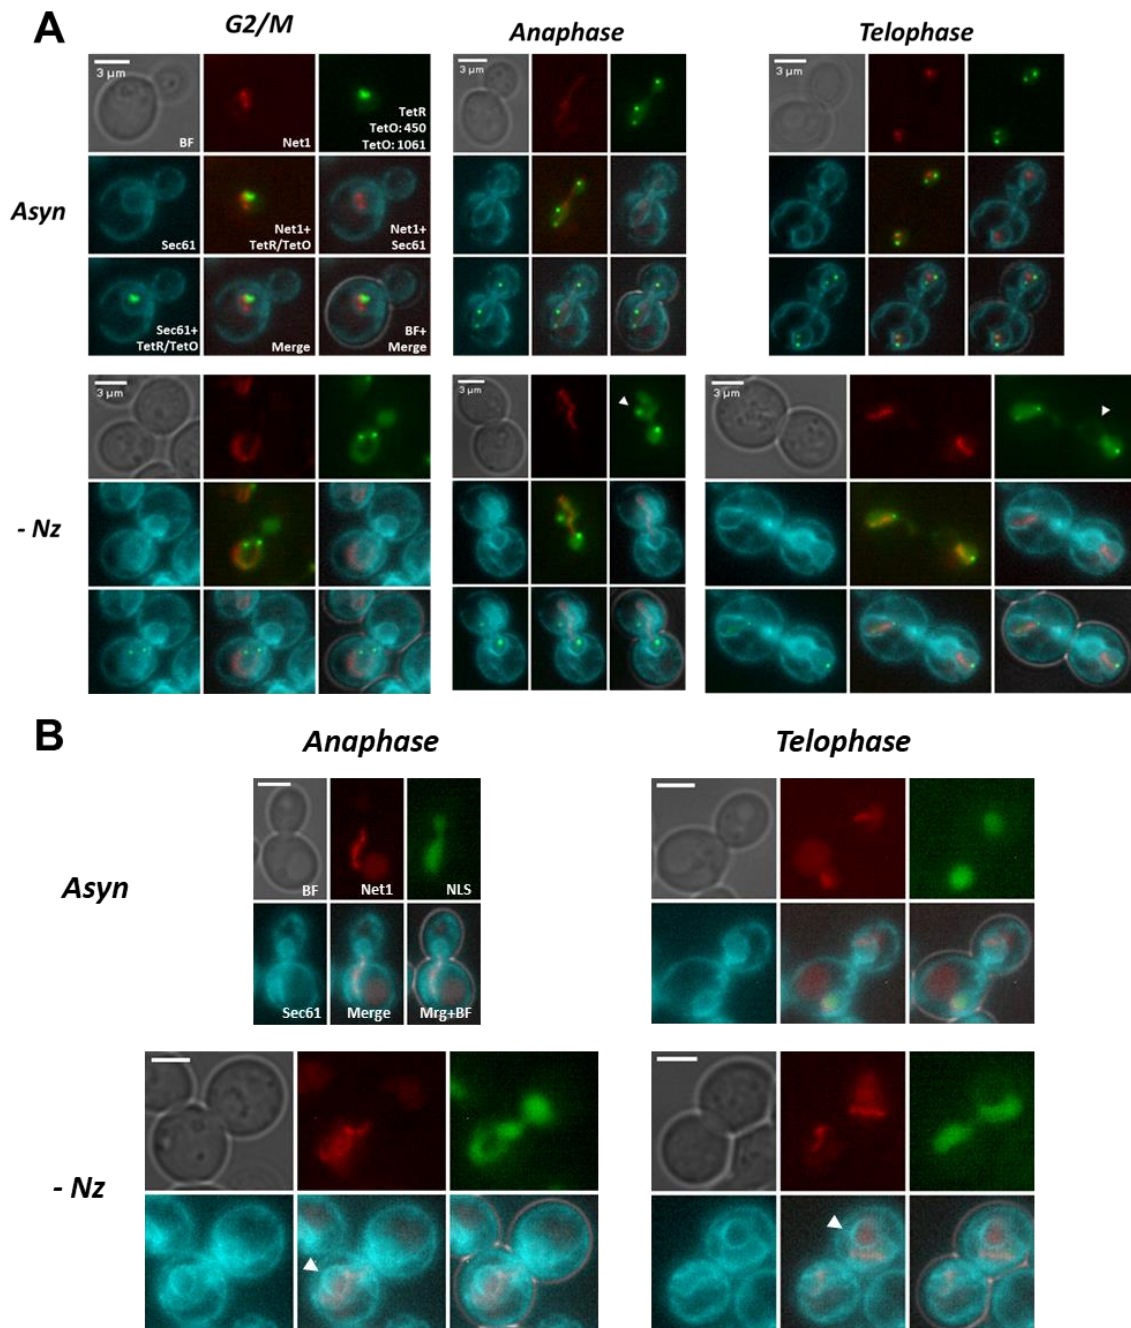 A
G2/M
Anaphase
Telophase
3 µm
3 µm
3 µm
BF
Net1
TetR
TetO: 450
TetO: 1061
Asyn
Sec61
Net1+
TetR/TetO
Net1+
Sec61
Sec61+
TetR/TetO
Merge
BF+
Merge
3 µm
3 µm
3 µm
- Nz
B
Anaphase
Telophase
Asyn
BF
Net1
NLS
Sec61
Merge
Mrg+BF
- Nz